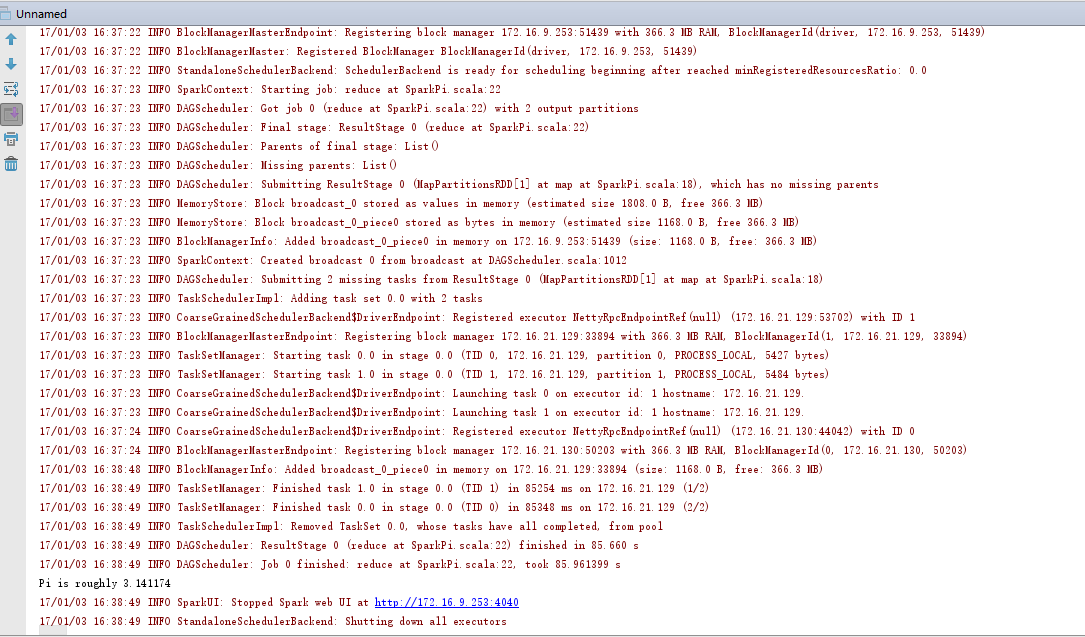 Unnamed
17/01/03 16:37:22 INFO BlockManagerMasterEndpoint: Registering block manager 172.16.9.253:51439 with 366.3 MB RAM, BlockManagerId(driver, 172.16.9.253, 51439)
17/01/03 16:37:22 INFO BlockManagerMaster: Registered BlockManager BlockManagerId(driver, 172.16.9.253, 51439)
17/01/03 16:37:22 INFO StandaloneSchedulerBackend: SchedulerBackend is ready for scheduling beginning after reached minRegisteredResourcesRatio: 0.0
17/01/03 16:37:23 INFO SparkContext: Starting job: reduce at SparkPi.scala:22
17/01/03 16:37:23 INFO DAGScheduler: Got job 0 (reduce at SparkPi.scala:22) with 2 output partitions
17/01/03 16:37:23 INFO DAGScheduler: Final stage: ResultStage 0 (reduce at SparkPi.scala:22)
17/01/03 16:37:23 INFO DAGScheduler: Parents of final stage: List()
17/01/03 16:37:23 INFO DAGScheduler: Missing parents: List()
17/01/03 16:37:23 INFO DAGScheduler: Submitting ResultStage 0 (MapPartitionsRDD[1] at map at SparkPi.scala:18), which has no missing parents
17/01/03 16:37:23 INFO MemoryStore: Block broadcast_0 stored as values in memory (estimated size 1808.0 B, free 366.3 MB)
17/01/03 16:37:23 INFO MemoryStore: Block broadcast_0_piece0 stored as bytes in memory (estimated size 1168.0 B, free 366.3 MB)
17/01/03 16:37:23 INFO BlockManagerInfo: Added broadcast_0_piece0 in memory on 172.16.9.253:51439 (size: 1168.0 B, free: 366.3 MB)
17/01/03 16:37:23 INFO SparkContext: Created broadcast 0 from broadcast at DAGScheduler.scala:1012
17/01/03 16:37:23 INFO DAGScheduler: Submitting 2 missing tasks from ResultStage 0 (MapPartitionsRDD[1] at map at SparkPi.scala:18)
17/01/03 16:37:23 INFO TaskSchedulerImpl: Adding task set 0.0 with 2 tasks
17/01/03 16:37:23 INFO CoarseGrainedSchedulerBackend$DriverEndpoint: Registered executor NettyRpcEndpointRef(null) (172.16.21.129:53702) with ID 1
17/01/03 16:37:23 INFO BlockManagerMasterEndpoint: Registering block manager 172.16.21.129:33894 with 366.3 MB RAM, BlockManagerId(1, 172.16.21.129, 33894)
17/01/03 16:37:23 INFO TaskSetManager: Starting task 0.0 in stage 0.0 (TID 0, 172.16.21.129, partition 0, PROCESS_LOCAL, 5427 bytes)
17/01/03 16:37:23 INFO TaskSetManager: Starting task 1.0 in stage 0.0 (TID 1, 172.16.21.129, partition 1, PROCESS_LOCAL, 5484 bytes)
17/01/03 16:37:23 INFO CoarseGrainedSchedulerBackend$DriverEndpoint: Launching task 0 on executor id: 1 hostname: 172.16.21.129.
17/01/03 16:37:23 INFO CoarseGrainedSchedulerBackend$DriverEndpoint: Launching task 1 on executor id: 1 hostname: 172.16.21.129.
17/01/03 16:37:24 INFO CoarseGrainedSchedulerBackend$DriverEndpoint: Registered executor NettyRpcEndpointRef(null) (172.16.21.130:44042) with ID 0
17/01/03 16:37:24 INFO BlockManagerMasterEndpoint: Registering block manager 172.16.21.130:50203 with 366.3 MB RAM, BlockManagerId(0, 172.16.21.130, 50203)
17/01/03 16:38:48 INFO BlockManagerInfo: Added broadcast_0_piece0 in memory on 172.16.21.129:33894 (size: 1168.0 B, free: 366.3 MB)
17/01/03 16:38:49 INFO TaskSetManager: Finished task 1.0 in stage 0.0 (TID 1) in 85254 ms on 172.16.21.129 (1/2)
17/01/03 16:38:49 INFO TaskSetManager: Finished task 0.0 in stage 0.0 (TID 0) in 85348 ms on 172.16.21.129 (2/2)
17/01/03 16:38:49 INFO TaskSchedulerImpl: Removed TaskSet 0.0, whose tasks have all completed, from pool
17/01/03 16:38:49 INFO DAGScheduler: ResultStage 0 (reduce at SparkPi.scala:22) finished in 85.660 s
17/01/03 16:38:49 INFO DAGScheduler: Job 0 finished: reduce at SparkPi.scala:22, took 85.961399 s
Pi is roughly 3.141174
17/01/03 16:38:49 INFO SparkUI: Stopped Spark web UI at http://172.16.9.253:4040
17/01/03 16:38:49 INFO StandaloneSchedulerBackend: Shutting down all executors